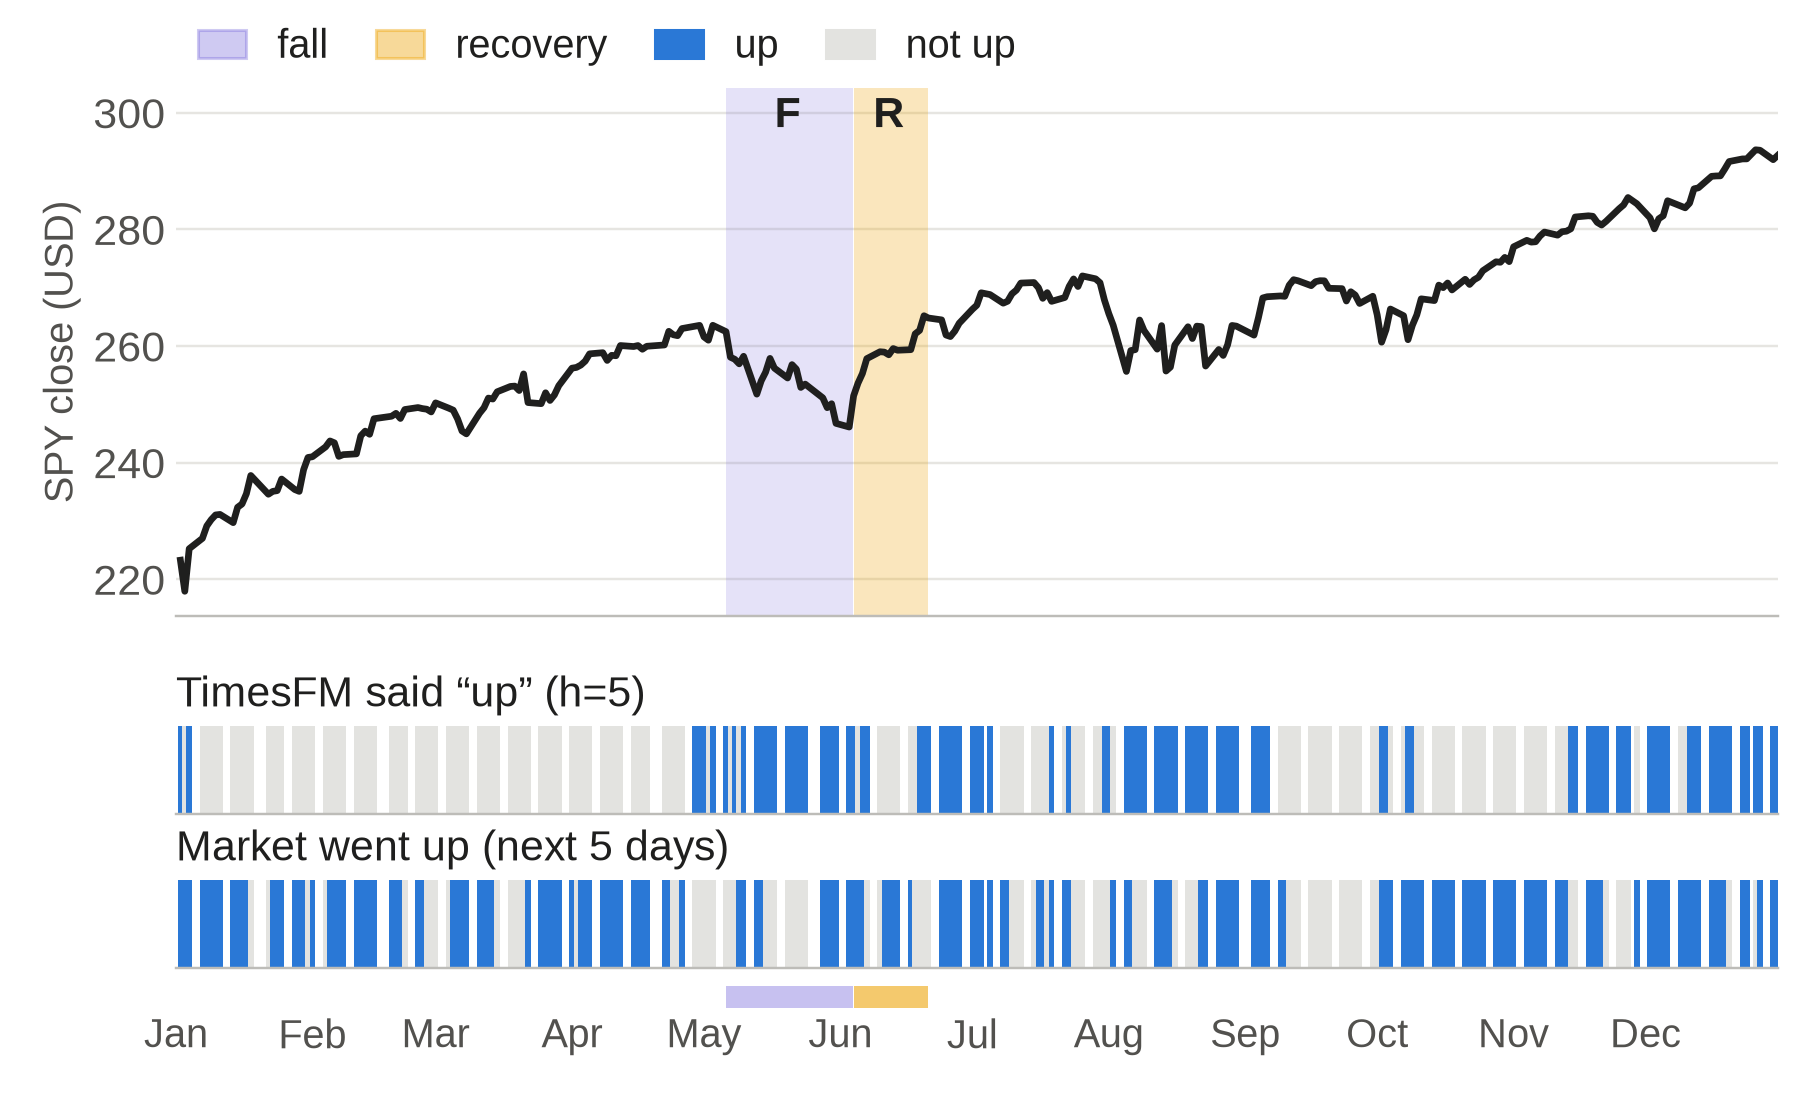 fall recovery up not up
F R
300
280
260
240
220
SPY close (USD)
TimesFM said “up” (h=5)
Market went up (next 5 days)
Jan Feb Mar Apr May Jun Jul Aug Sep Oct Nov Dec